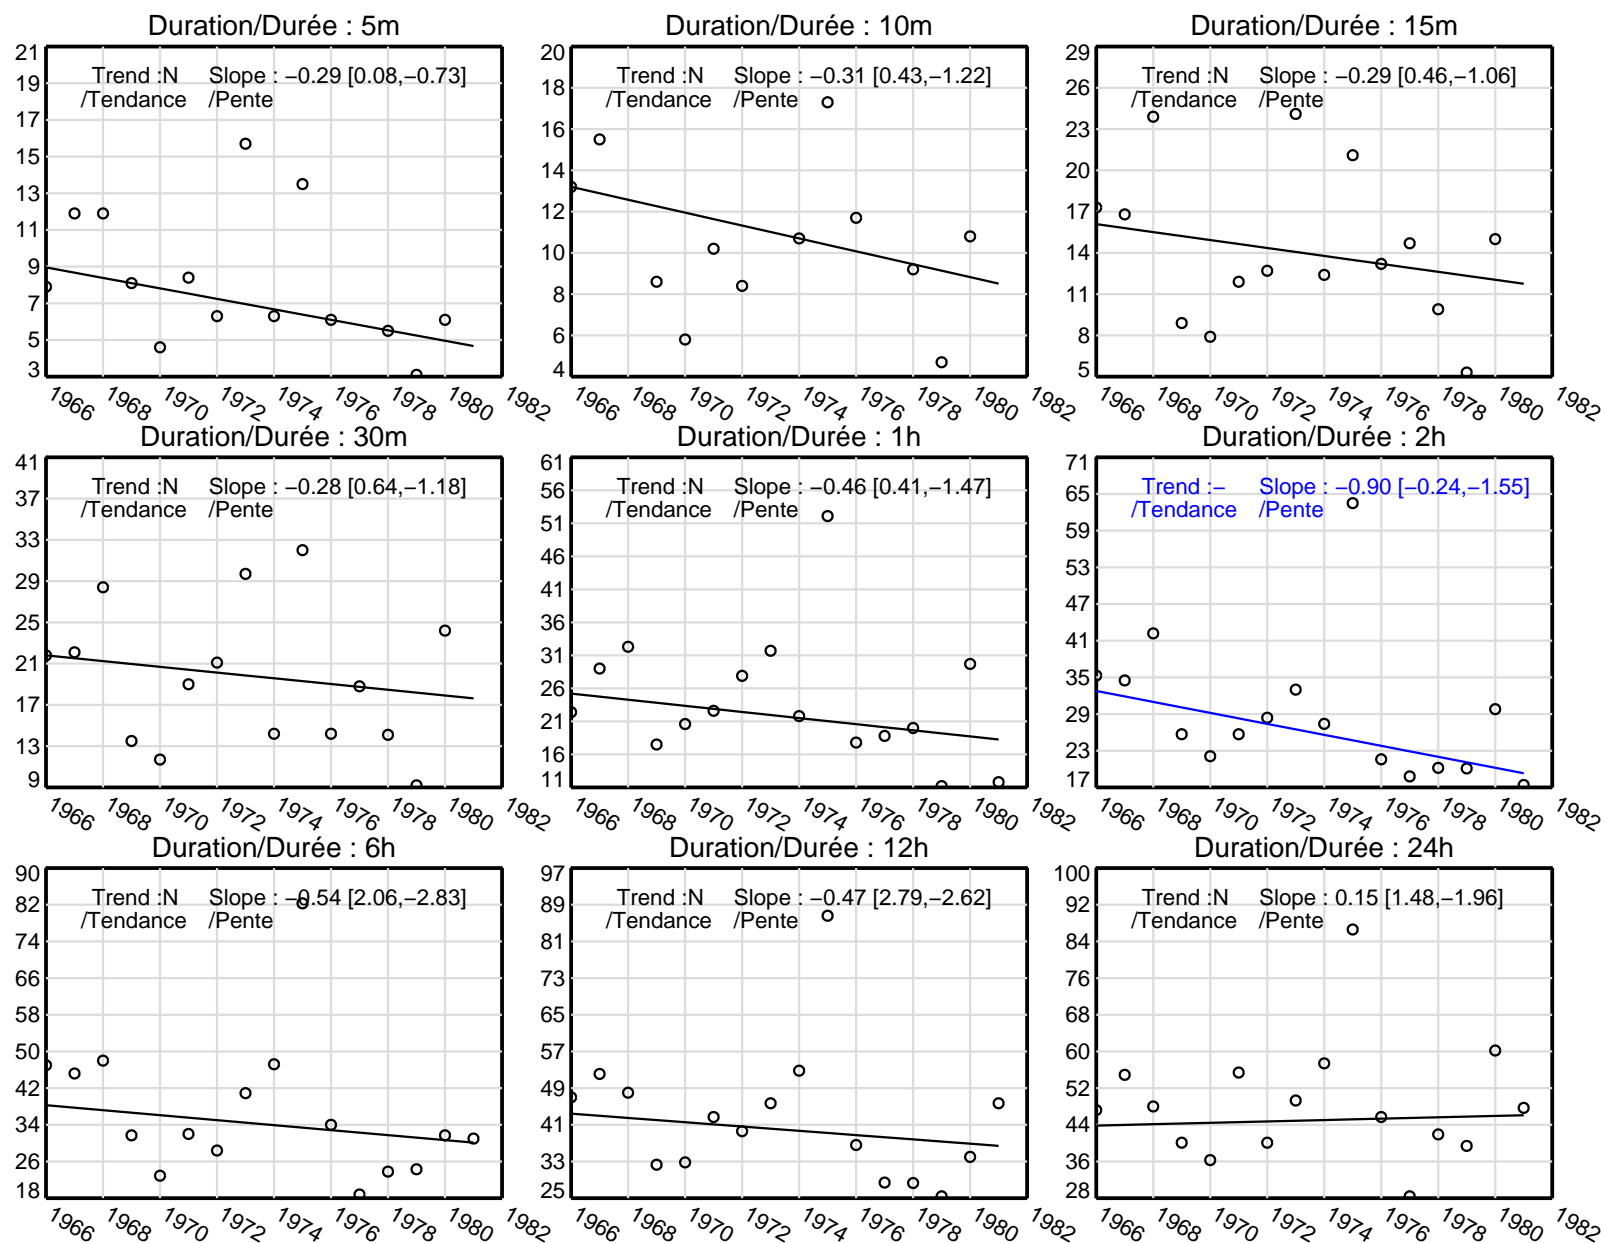 Duration/Durée : 5m
21
19
17
15
13
11
9
7
5
3
Trend :N Slope : −0.29 [0.08,−0.73]
/Tendance /Pente
1966 1968 1970 1972 1974 1976 1978 1980 1982
Duration/Durée : 10m
20
18
16
14
12
10
8
6
4
Trend :N Slope : −0.31 [0.43,−1.22]
/Tendance /Pente
1966 1968 1970 1972 1974 1976 1978 1980 1982
Duration/Durée : 15m
29
26
23
20
17
14
11
8
5
Trend :N Slope : −0.29 [0.46,−1.06]
/Tendance /Pente
1966 1968 1970 1972 1974 1976 1978 1980 1982
Duration/Durée : 30m
41
37
33
29
25
21
17
13
9
Trend :N Slope : −0.28 [0.64,−1.18]
/Tendance /Pente
1966 1968 1970 1972 1974 1976 1978 1980 1982
Duration/Durée : 1h
61
56
51
46
41
36
31
26
21
16
11
Trend :N Slope : −0.46 [0.41,−1.47]
/Tendance /Pente
1966 1968 1970 1972 1974 1976 1978 1980 1982
Duration/Durée : 2h
71
65
59
53
47
41
35
29
23
17
Trend :− Slope : −0.90 [−0.24,−1.55]
/Tendance /Pente
1966 1968 1970 1972 1974 1976 1978 1980 1982
Duration/Durée : 6h
90
82
74
66
58
50
42
34
26
18
Trend :N Slope : −0.54 [2.06,−2.83]
/Tendance /Pente
1966 1968 1970 1972 1974 1976 1978 1980 1982
Duration/Durée : 12h
97
89
81
73
65
57
49
41
33
25
Trend :N Slope : −0.47 [2.79,−2.62]
/Tendance /Pente
1966 1968 1970 1972 1974 1976 1978 1980 1982
Duration/Durée : 24h
100
92
84
76
68
60
52
44
36
28
Trend :N Slope : 0.15 [1.48,−1.96]
/Tendance /Pente
1966 1968 1970 1972 1974 1976 1978 1980 1982